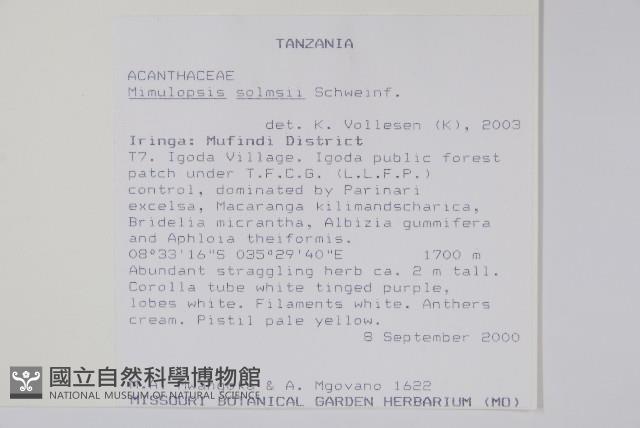 TANZANIA
ACANTHACEAE
Mimulopsis solmsii Schweinf.
det. K. Vollesen (K), 2003
Iringa: Mufindi District
T7. Igoda Village. Igoda public forest
patch under T.F.C.G. (L.L.F.P.)
control, dominated by Parinari
excelsa, Macaranga kilimandscharica,
Bridelia micrantha, Albizia gummifera
and Aphloia theiformis.
08°33'16"S 035°29'40"E 1700 m
Abundant straggling herb ca. 2 m tall.
Corolla tube white tinged purple,
lobes white. Filaments white. Anthers
cream. Pistil pale yellow.
8 September 2000
& A. Mgovano 1622
MISSOURI BOTANICAL GARDEN HERBARIUM (MO)
國立自然科學博物館
NATIONAL MUSEUM OF NATURAL SCIENCE